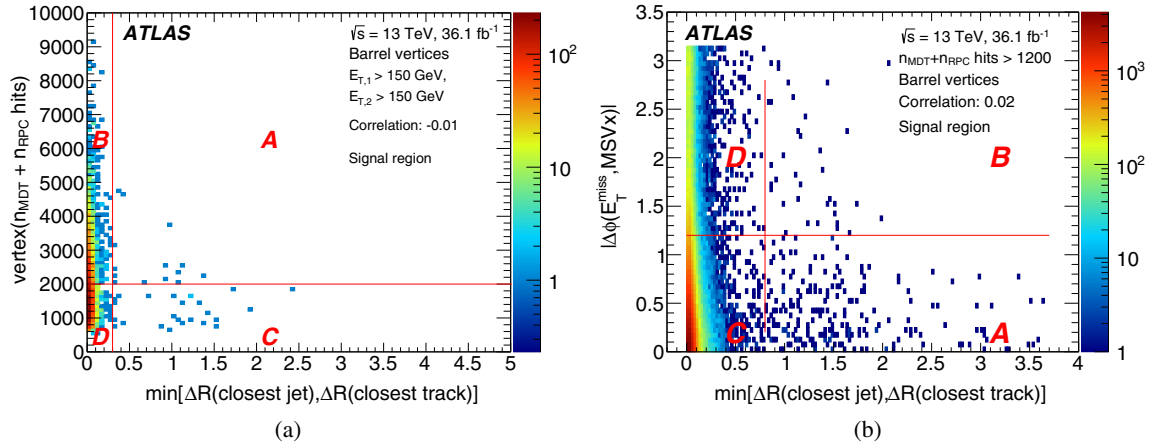 ATLAS
√s = 13 TeV, 36.1 fb⁻¹
Barrel vertices
E_T,1 > 150 GeV,
E_T,2 > 150 GeV
Correlation: -0.01
Signal region
B
A
D
C
vertex(n_MDT + n_RPC hits)
10000
9000
8000
7000
6000
5000
4000
3000
2000
1000
0
0 0.5 1 1.5 2 2.5 3 3.5 4 4.5 5
min[ΔR(closest jet),ΔR(closest track)]
10²
10
1
(a)
ATLAS
√s = 13 TeV, 36.1 fb⁻¹
n_MDT+n_RPC hits > 1200
Barrel vertices
Correlation: 0.02
Signal region
D
B
C
A
|Δϕ(E_T^miss, MSVx)|
3.5
3
2.5
2
1.5
1
0.5
0
0 0.5 1 1.5 2 2.5 3 3.5 4
min[ΔR(closest jet),ΔR(closest track)]
10³
10²
10
1
(b)